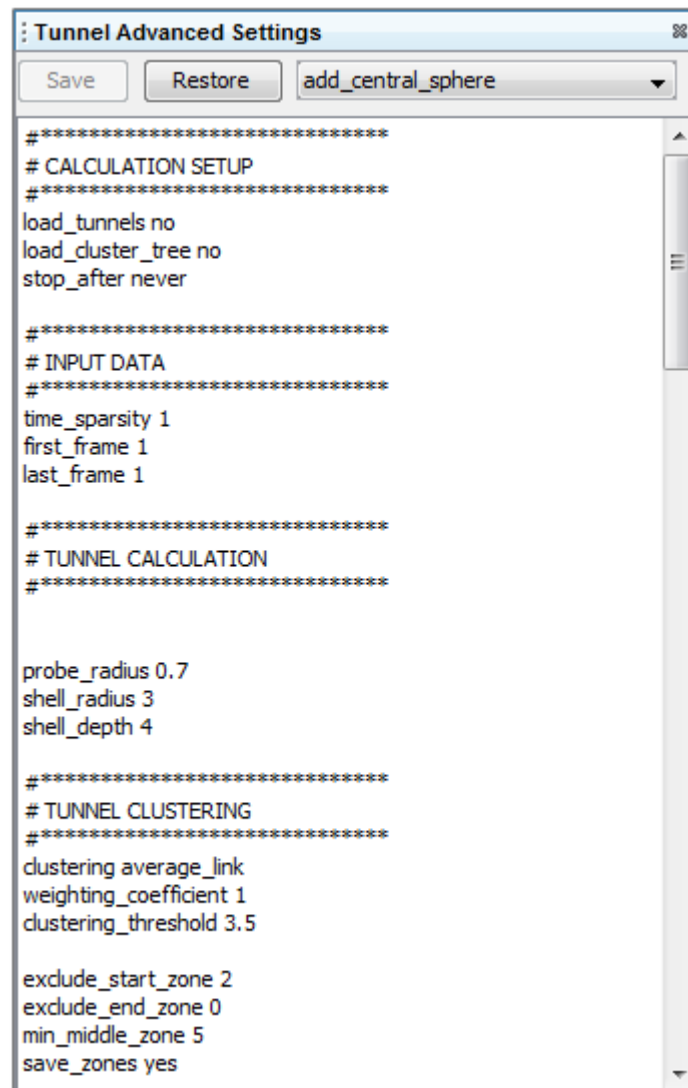 Tunnel Advanced Settings
Save Restore add_central_sphere
#*****************************
# CALCULATION SETUP
#*****************************
load_tunnels no
load_cluster_tree no
stop_after never
#*****************************
# INPUT DATA
#*****************************
time_sparsity 1
first_frame 1
last_frame 1
#*****************************
# TUNNEL CALCULATION
#*****************************
probe_radius 0.7
shell_radius 3
shell_depth 4
#*****************************
# TUNNEL CLUSTERING
#*****************************
clustering average_link
weighting_coefficient 1
clustering_threshold 3.5
exclude_start_zone 2
exclude_end_zone 0
min_middle_zone 5
save_zones yes